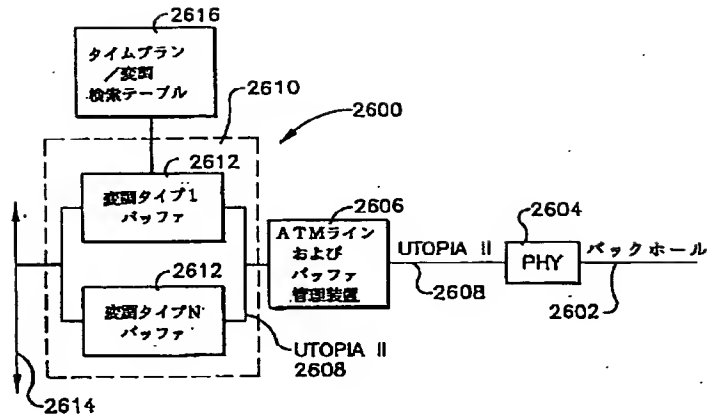 2616
タイムプラン
/変調
検索テーブル
2610
2600
2612
変調タイプ1
バッファ
2606
ATMライン
および
バッファ
管理装置
UTOPIA II
2608
2604
PHY
バックホール
2602
2612
変調タイプN
バッファ
UTOPIA II
2608
2614